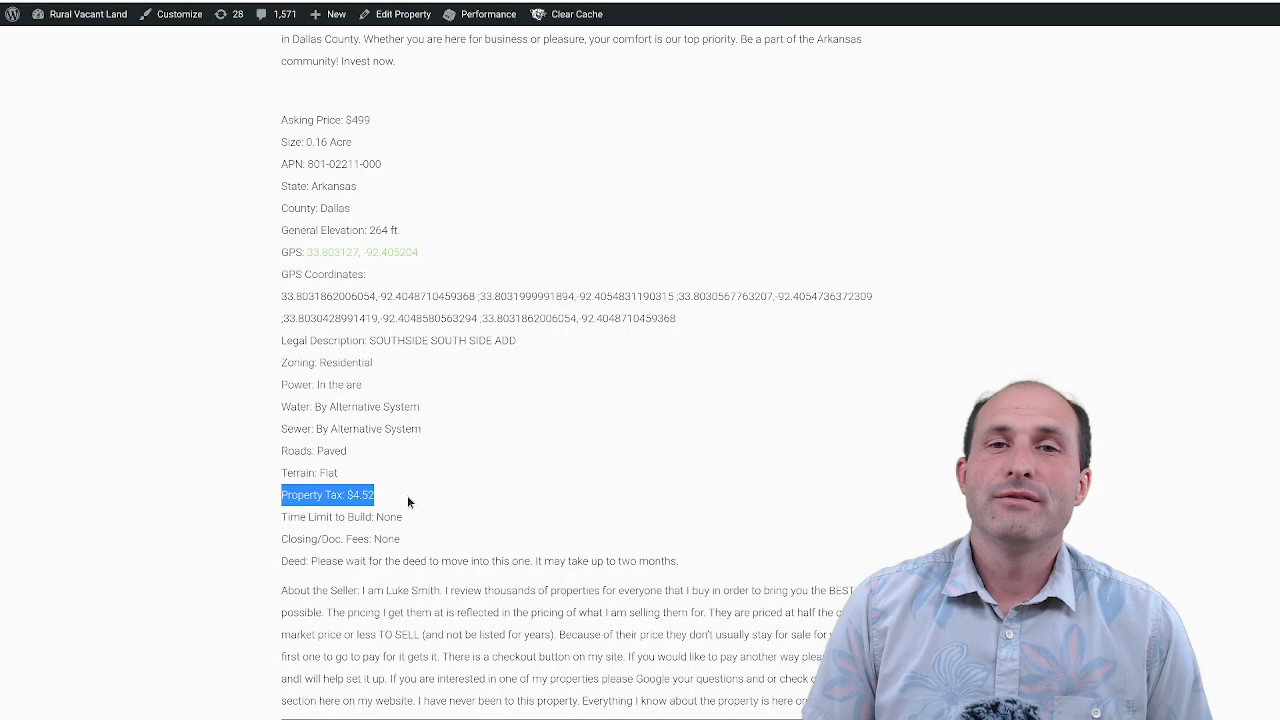 Rural Vacant Land Customize 28 1,571 New Edit Property Performance Clear Cache
in Dallas County. Whether you are here for business or pleasure, your comfort is our top priority. Be a part of the Arkansas
community! Invest now.
Asking Price: $499
Size: 0.16 Acre
APN: 801-02211-000
State: Arkansas
County: Dallas
General Elevation: 264 ft.
GPS: 33.803127, -92.405204
GPS Coordinates:
33.8031862006054,-92.4048710459368 ;33.8031999991894,-92.4054831190315 ;33.8030567763207,-92.4054736372309
;33.8030428991419,-92.4048580563294 ;33.8031862006054,-92.4048710459368
Legal Description: SOUTHSIDE SOUTH SIDE ADD
Zoning: Residential
Power: In the are
Water: By Alternative System
Sewer: By Alternative System
Roads: Paved
Terrain: Flat
Property Tax: $4.52
Time Limit to Build: None
Closing/Doc. Fees: None
Deed: Please wait for the deed to move into this one. It may take up to two months.
About the Seller: I am Luke Smith. I review thousands of properties for everyone that I buy in order to bring you the BEST
possible. The pricing I get them at is reflected in the pricing of what I am selling them for. They are priced at half the
market price or less TO SELL (and not be listed for years). Because of their price they don't usually stay for sale for
first one to go to pay for it gets it. There is a checkout button on my site. If you would like to pay another way
andI will help set it up. If you are interested in one of my properties please Google your questions and or check
section here on my website. I have never been to this property. Everything I know about the property is here